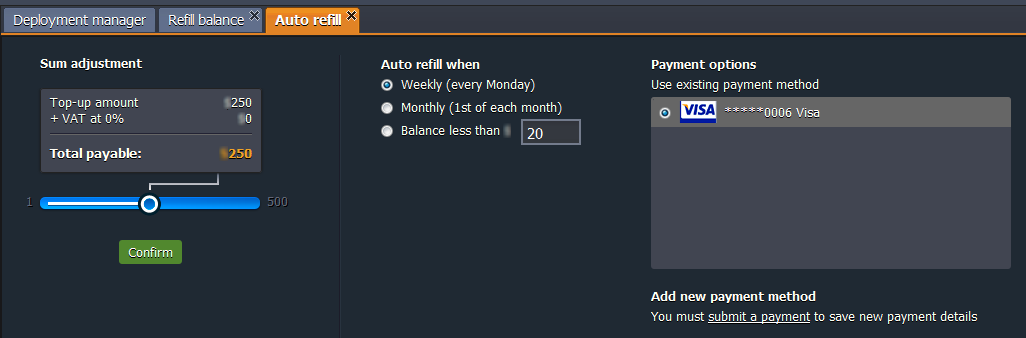 Deployment manager
Refill balance
Auto refill
Sum adjustment
Top-up amount 250
+ VAT at 0% 0
Total payable: 250
1 500
Confirm
Auto refill when
Weekly (every Monday)
Monthly (1st of each month)
Balance less than 20
Payment options
Use existing payment method
VISA *****0006 Visa
Add new payment method
You must submit a payment to save new payment details